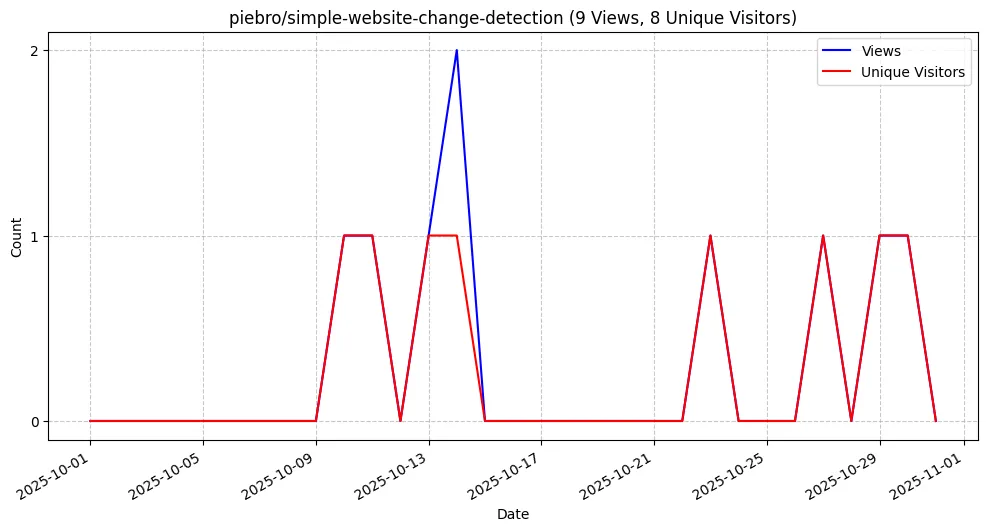 piebro/simple-website-change-detection (9 Views, 8 Unique Visitors)
Views
Unique Visitors
2
1
0
Count
2025-10-01
2025-10-05
2025-10-09
2025-10-13
2025-10-17
2025-10-21
2025-10-25
2025-10-29
2025-11-01
Date